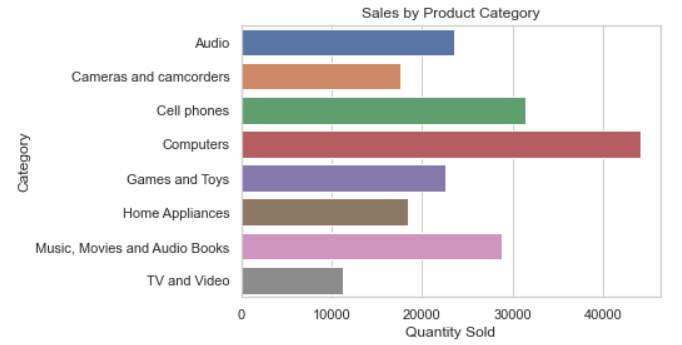 Sales by Product Category
Category
Audio
Cameras and camcorders
Cell phones
Computers
Games and Toys
Home Appliances
Music, Movies and Audio Books
TV and Video
0 10000 20000 30000 40000
Quantity Sold